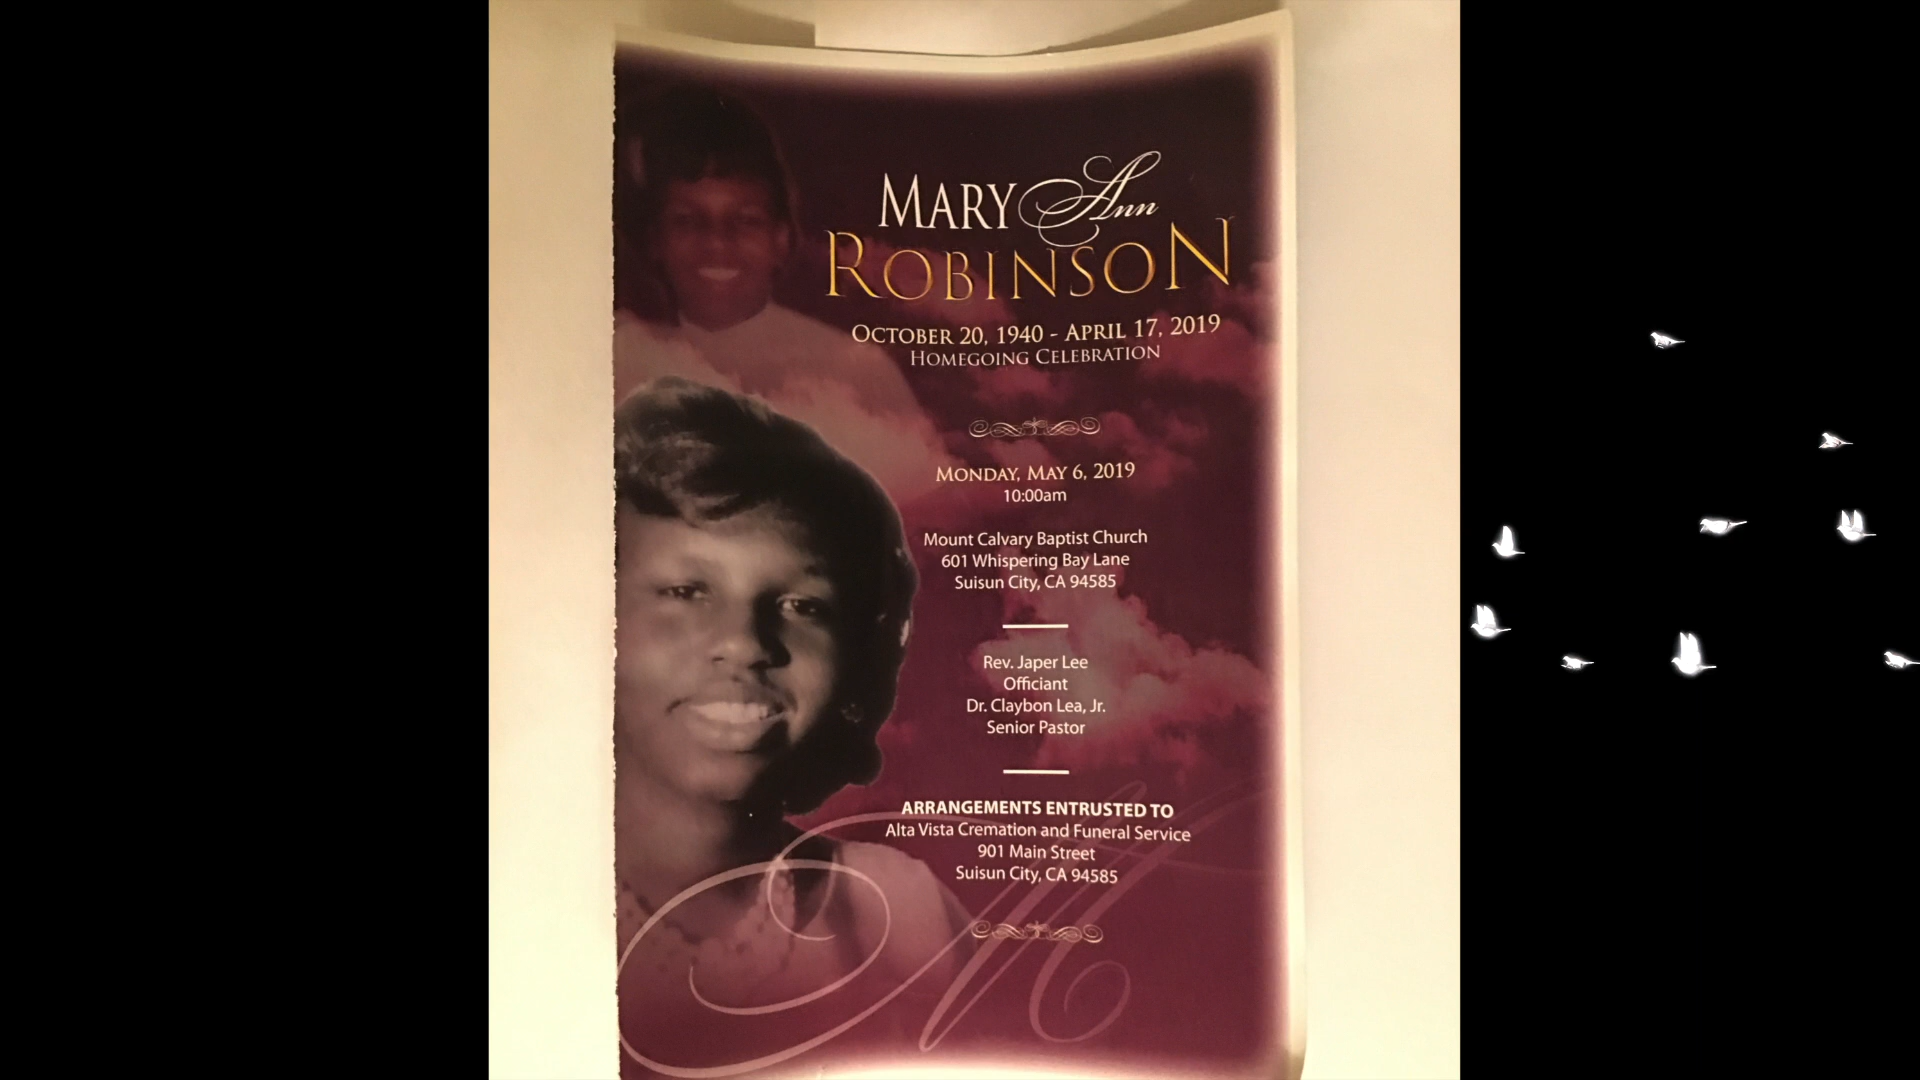 MARY Ann
ROBINSON
OCTOBER 20, 1940 - APRIL 17, 2019
HOMEGOING CELEBRATION
MONDAY, MAY 6, 2019
10:00am
Mount Calvary Baptist Church
601 Whispering Bay Lane
Suisun City, CA 94585
Rev. Japer Lee
Officiant
Dr. Claybon Lea, Jr.
Senior Pastor
ARRANGEMENTS ENTRUSTED TO
Alta Vista Cremation and Funeral Service
901 Main Street
Suisun City, CA 94585
M